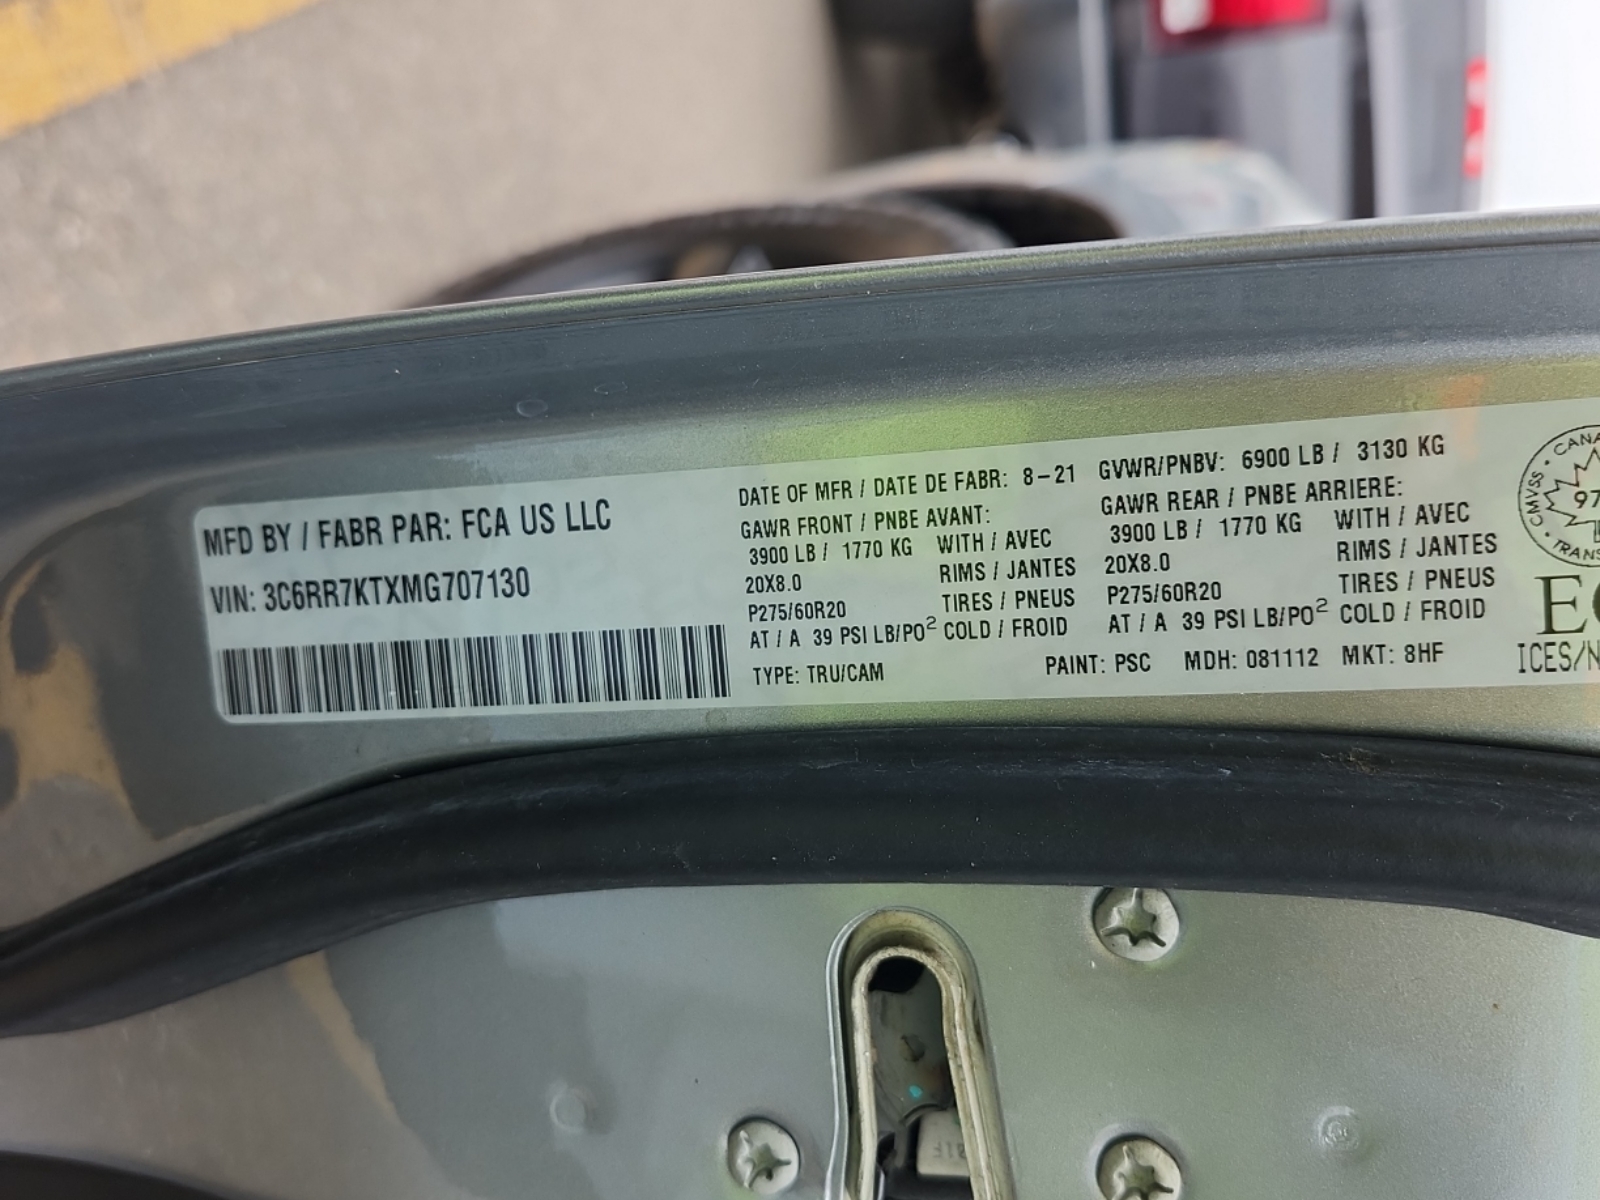 MFD BY / FABR PAR: FCA US LLC
VIN: 3C6RR7KTXMG707130
DATE OF MFR / DATE DE FABR: 8-21
GVWR/PNBV: 6900 LB / 3130 KG
GAWR FRONT / PNBE AVANT:
3900 LB / 1770 KG WITH / AVEC
20X8.0 RIMS / JANTES
P275/60R20 TIRES / PNEUS
AT / A 39 PSI LB/PO² COLD / FROID
GAWR REAR / PNBE ARRIERE:
3900 LB / 1770 KG WITH / AVEC
20X8.0 RIMS / JANTES
P275/60R20 TIRES / PNEUS
AT / A 39 PSI LB/PO² COLD / FROID
TYPE: TRU/CAM PAINT: PSC MDH: 081112 MKT: 8HF
CMVSS